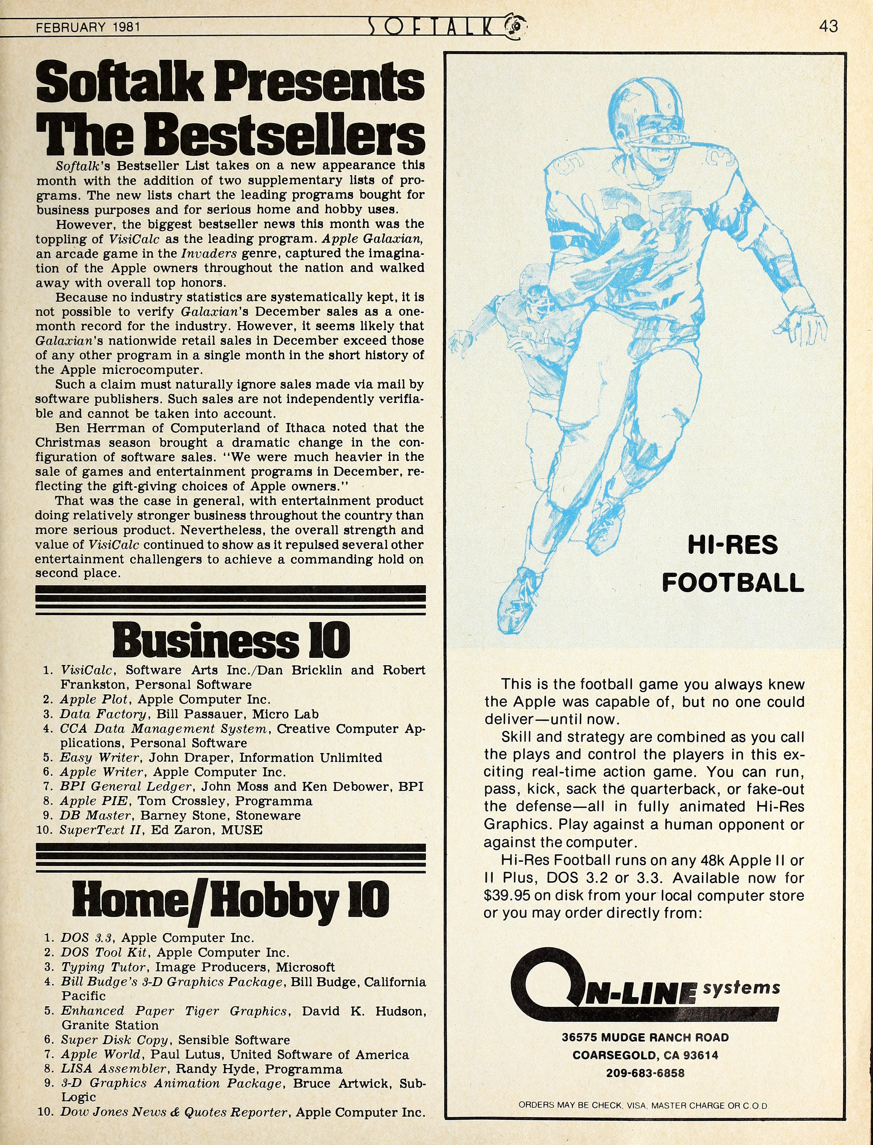 FEBRUARY 1981
SOFTALK
43
Softalk Presents
The Bestsellers
Softalk's Bestseller List takes on a new appearance this
month with the addition of two supplementary lists of pro-
grams. The new lists chart the leading programs bought for
business purposes and for serious home and hobby uses.
However, the biggest bestseller news this month was the
toppling of VisiCalc as the leading program. Apple Galaxian,
an arcade game in the Invaders genre, captured the imagina-
tion of the Apple owners throughout the nation and walked
away with overall top honors.
Because no industry statistics are systematically kept, it is
not possible to verify Galaxian's December sales as a one-
month record for the industry. However, it seems likely that
Galaxian's nationwide retail sales in December exceed those
of any other program in a single month in the short history of
the Apple microcomputer.
Such a claim must naturally ignore sales made via mail by
software publishers. Such sales are not independently verifia-
ble and cannot be taken into account.
Ben Herrman of Computerland of Ithaca noted that the
Christmas season brought a dramatic change in the con-
figuration of software sales. "We were much heavier in the
sale of games and entertainment programs in December, re-
flecting the gift-giving choices of Apple owners."
That was the case in general, with entertainment product
doing relatively stronger business throughout the country than
more serious product. Nevertheless, the overall strength and
value of VisiCalc continued to show as it repulsed several other
entertainment challengers to achieve a commanding hold on
second place.
Business 10
1. VisiCalc, Software Arts Inc./Dan Bricklin and Robert
Frankston, Personal Software
2. Apple Plot, Apple Computer Inc.
3. Data Factory, Bill Passauer, Micro Lab
4. CCA Data Management System, Creative Computer Ap-
plications, Personal Software
5. Easy Writer, John Draper, Information Unlimited
6. Apple Writer, Apple Computer Inc.
7. BPI General Ledger, John Moss and Ken Debower, BPI
8. Apple PIE, Tom Crossley, Programma
9. DB Master, Barney Stone, Stoneware
10. SuperText II, Ed Zaron, MUSE
Home/Hobby 10
1. DOS 3.3, Apple Computer Inc.
2. DOS Tool Kit, Apple Computer Inc.
3. Typing Tutor, Image Producers, Microsoft
4. Bill Budge's 3-D Graphics Package, Bill Budge, California
Pacific
5. Enhanced Paper Tiger Graphics, David K. Hudson,
Granite Station
6. Super Disk Copy, Sensible Software
7. Apple World, Paul Lutus, United Software of America
8. LISA Assembler, Randy Hyde, Programma
9. 3-D Graphics Animation Package, Bruce Artwick, Sub-
Logic
10. Dow Jones News & Quotes Reporter, Apple Computer Inc.
HI-RES
FOOTBALL
This is the football game you always knew
the Apple was capable of, but no one could
deliver—until now.
Skill and strategy are combined as you call
the plays and control the players in this ex-
citing real-time action game. You can run,
pass, kick, sack the quarterback, or fake-out
the defense—all in fully animated Hi-Res
Graphics. Play against a human opponent or
against the computer.
Hi-Res Football runs on any 48k Apple II or
II Plus, DOS 3.2 or 3.3. Available now for
$39.95 on disk from your local computer store
or you may order directly from:
ON-LINE systems
36575 MUDGE RANCH ROAD
COARSEGOLD, CA 93614
209-683-6858
ORDERS MAY BE CHECK, VISA, MASTER CHARGE OR C.O.D.